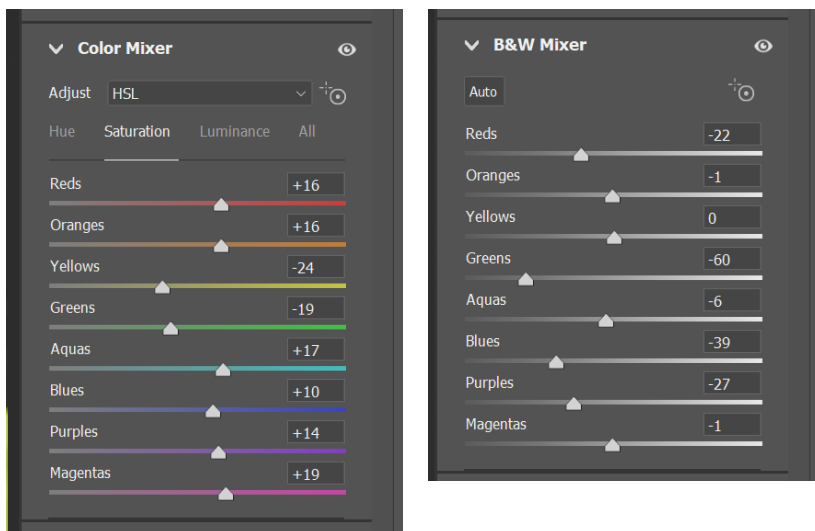 Color Mixer
Adjust HSL
Hue Saturation Luminance All
Reds +16
Oranges +16
Yellows -24
Greens -19
Aquas +17
Blues +10
Purples +14
Magentas +19
B&W Mixer
Auto
Reds -22
Oranges -1
Yellows 0
Greens -60
Aquas -6
Blues -39
Purples -27
Magentas -1